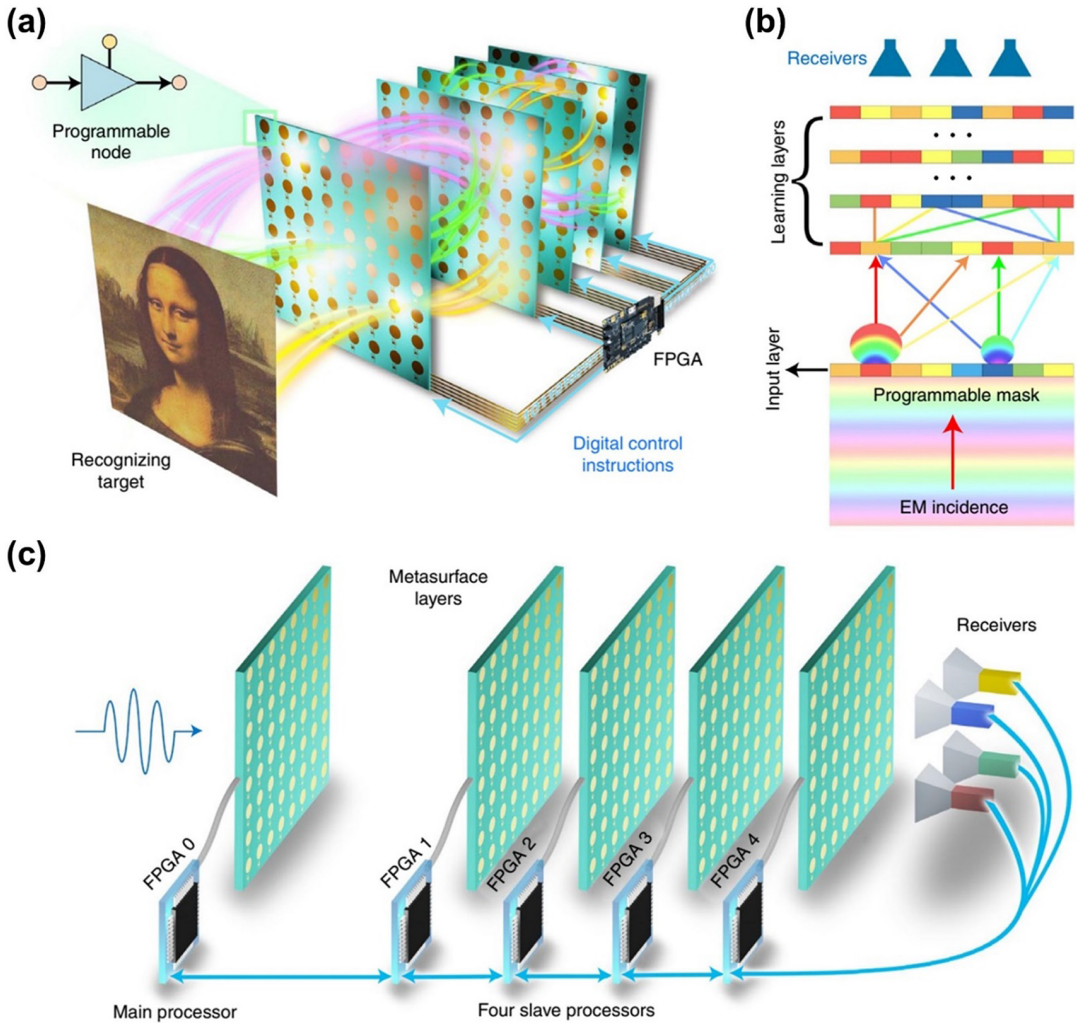 (a)
Programmable
node
Recognizing
target
FPGA
Digital control
instructions
(b)
Receivers
Learning layers
Input layer
Programmable mask
EM incidence
(c)
Metasurface
layers
Receivers
FPGA 0
FPGA 1
FPGA 2
FPGA 3
FPGA 4
Main processor
Four slave processors